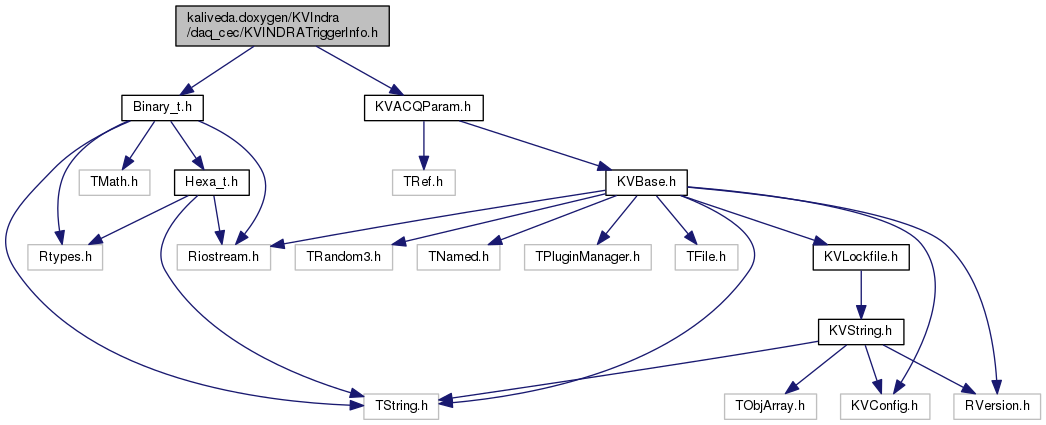 kaliveda.doxygen/KVIndra
/daq_cec/KVINDRATriggerInfo.h
Binary_t.h
KVACQParam.h
TMath.h
Hexa_t.h
TRef.h
KVBase.h
Rtypes.h
Riostream.h
TRandom3.h
TNamed.h
TPluginManager.h
TFile.h
KVLockfile.h
KVString.h
TString.h
TObjArray.h
KVConfig.h
RVersion.h